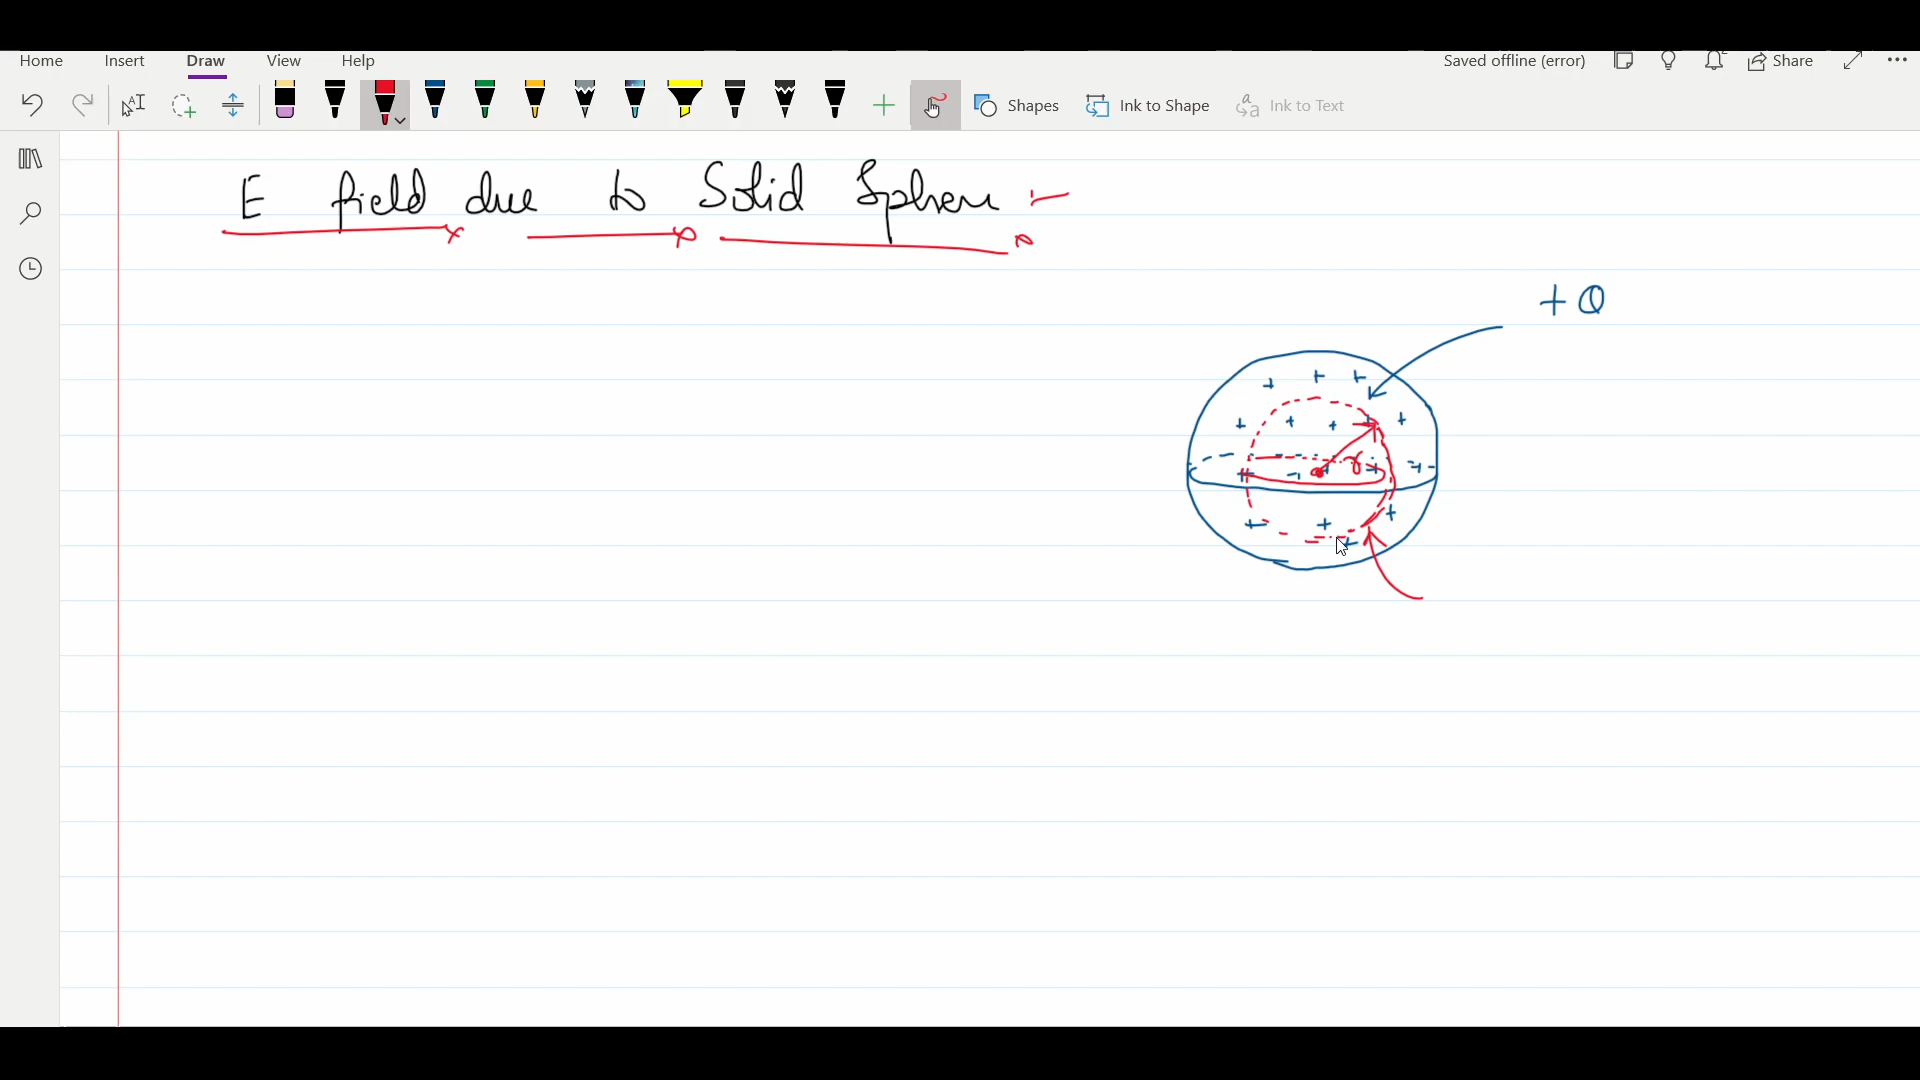 Home Insert Draw View Help Saved offline (error) Share
Shapes Ink to Shape Ink to Text
E field due to Solid Sphere :-
+ Q
r